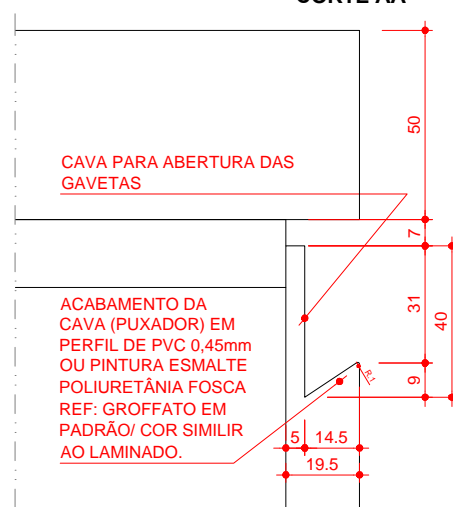 CORTE AA
50
CAVA PARA ABERTURA DAS
GAVETAS
7
31
40
9
ACABAMENTO DA
CAVA (PUXADOR) EM
PERFIL DE PVC 0,45mm
OU PINTURA ESMALTE
POLIURETÂNIA FOSCA
REF: GROFFATO EM
PADRÃO/ COR SIMILIR
AO LAMINADO.
R.1
5 14.5
19.5